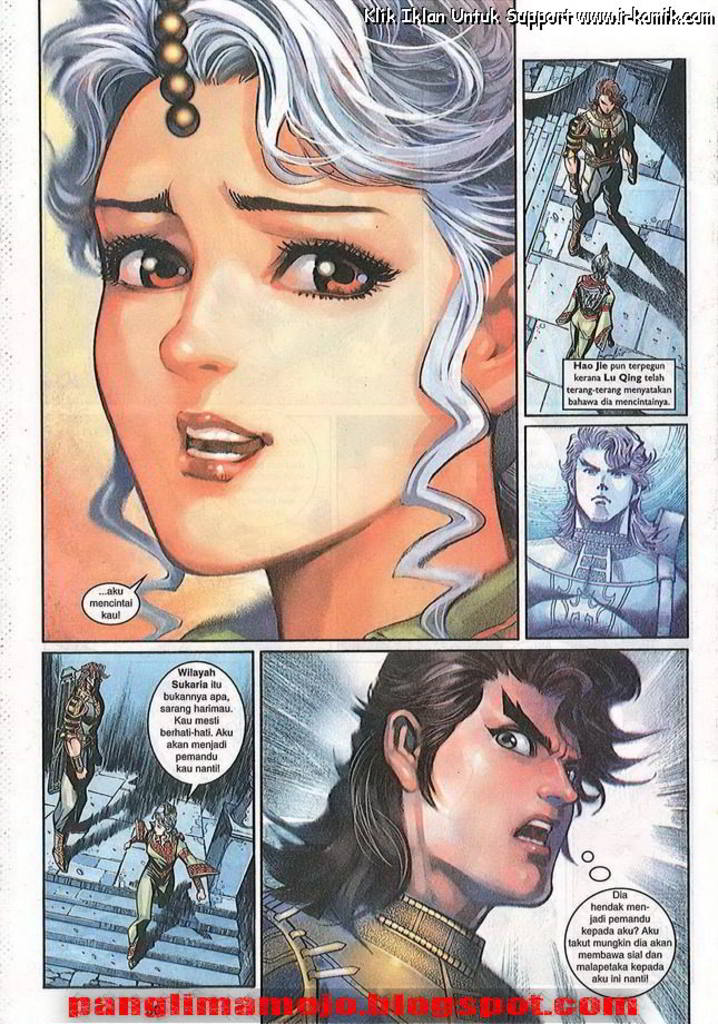 Klik Iklan Untuk Support www.i-komik.com
...aku
mencintai
kau!
Hao Jie pun terpegun
kerana Lu Qing telah
terang-terang menyatakan
bahawa dia mencintainya.
Wilayah
Sukaria itu
bukannya apa,
sarang harimau.
Kau mesti
berhati-hati. Aku
akan menjadi
pemandu
kau nanti!
Dia
hendak men-
jadi pemandu
kepada aku? Aku
takut mungkin dia akan
membawa sial dan
malapetaka kepada
aku ini nanti!
panglimamojo.blogspot.com